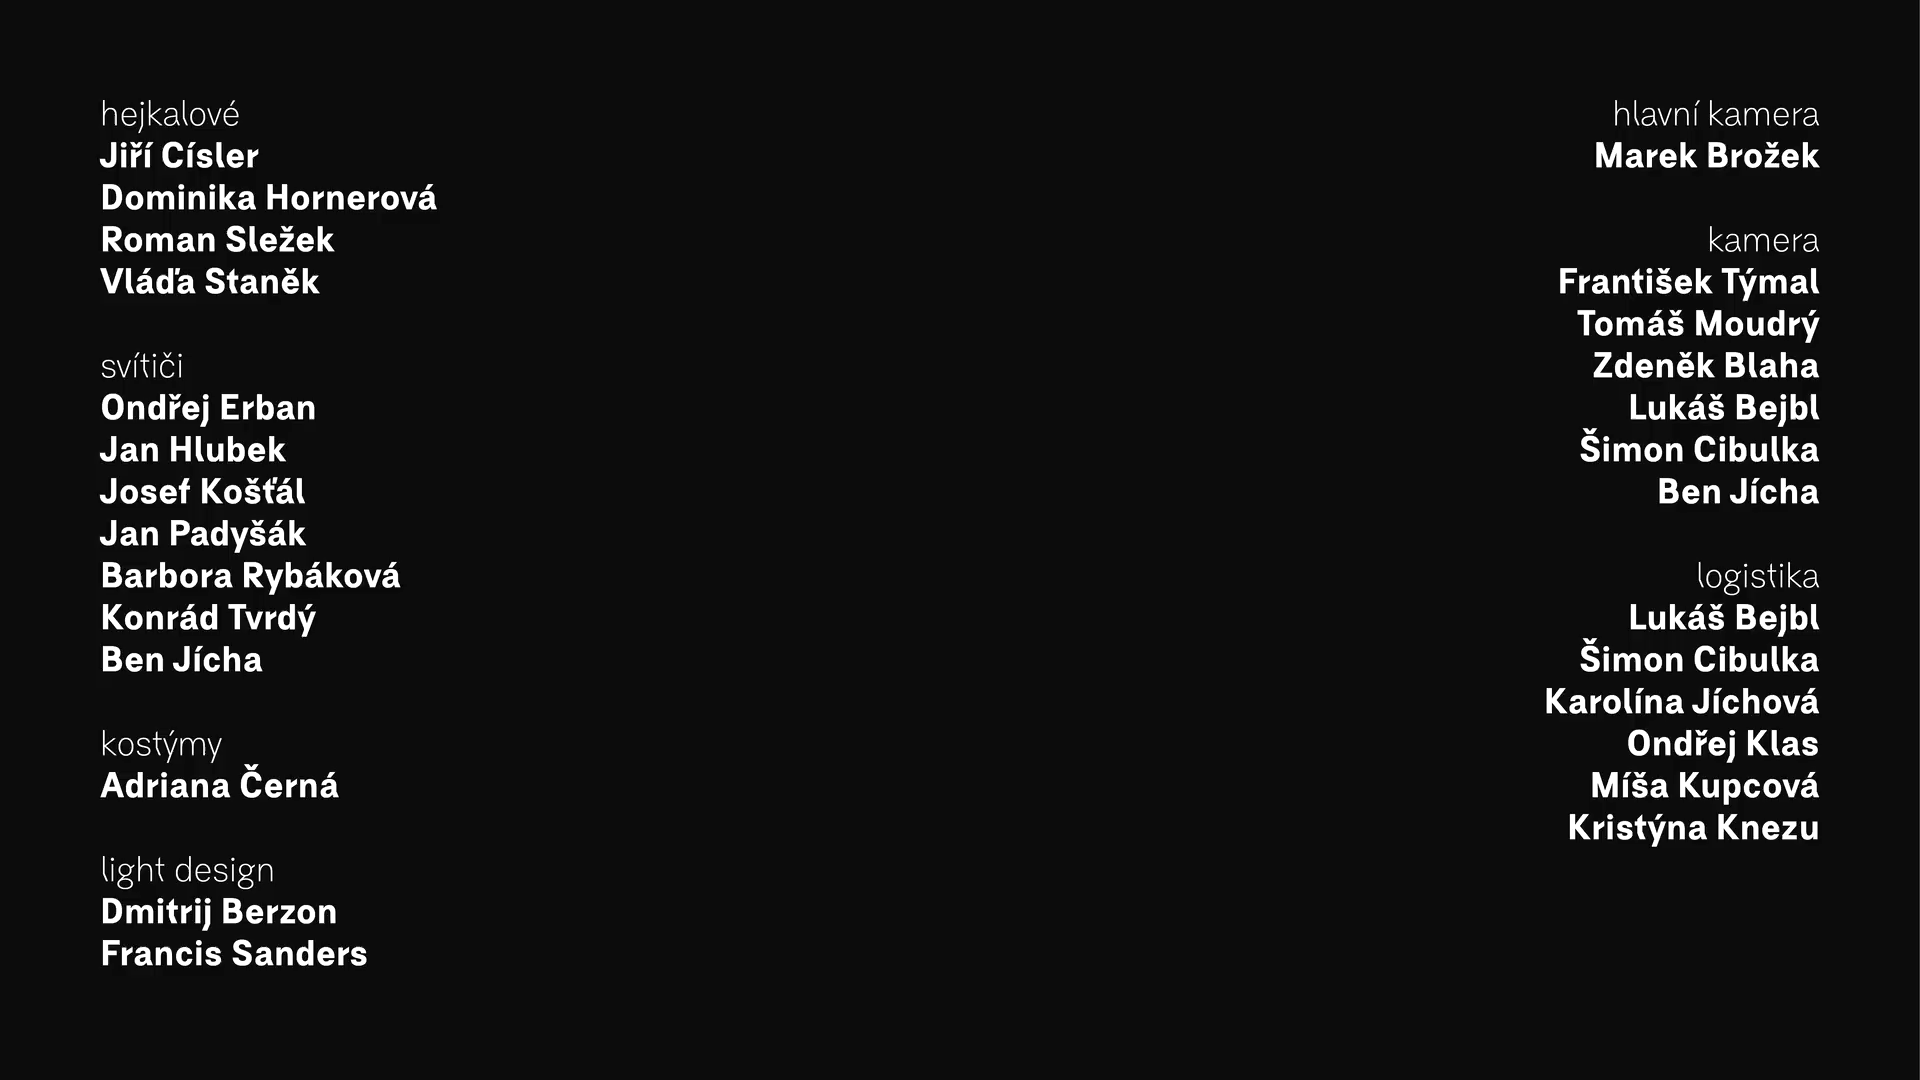 hejkalové
Jiří Císler
Dominika Hornerová
Roman Sležek
Vláďa Staněk
svítiči
Ondřej Erban
Jan Hlubek
Josef Košťál
Jan Padyšák
Barbora Rybáková
Konrád Tvrdý
Ben Jícha
kostýmy
Adriana Černá
light design
Dmitrij Berzon
Francis Sanders
hlavní kamera
Marek Brožek
kamera
František Týmal
Tomáš Moudrý
Zdeněk Blaha
Lukáš Bejbl
Šimon Cibulka
Ben Jícha
logistika
Lukáš Bejbl
Šimon Cibulka
Karolína Jíchová
Ondřej Klas
Míša Kupcová
Kristýna Knezu